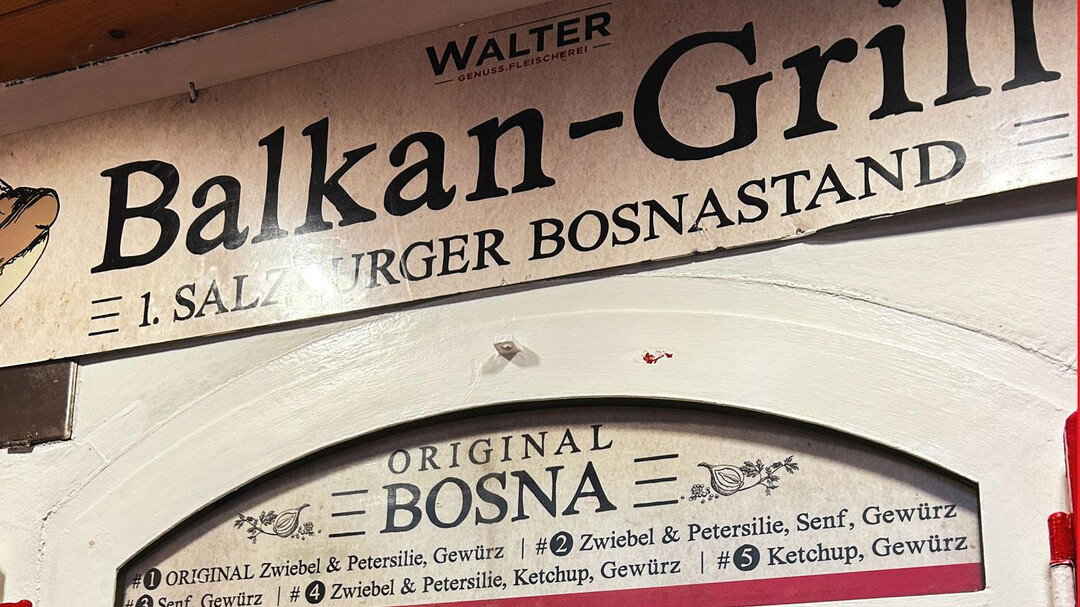 WALTER
GENUSS.FLEISCHEREI
Balkan-Grill
1. SALZBURGER BOSNASTAND
ORIGINAL
BOSNA
#1 ORIGINAL Zwiebel & Petersilie, Gewürz | #2 Zwiebel & Petersilie, Senf, Gewürz
#3 Senf, Gewürz | #4 Zwiebel & Petersilie, Ketchup, Gewürz | #5 Ketchup, Gewürz